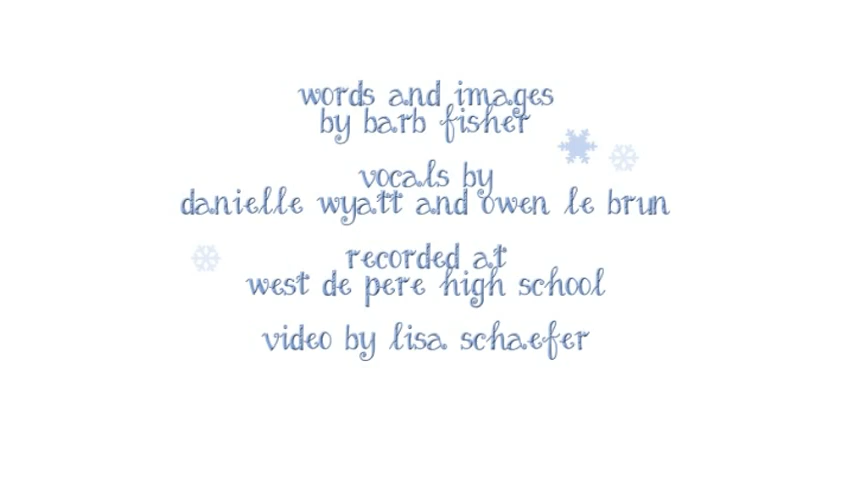 words and images
by barb fisher
vocals by
danielle wyatt and owen le brun
recorded at
west de pere high school
video by lisa schaefer